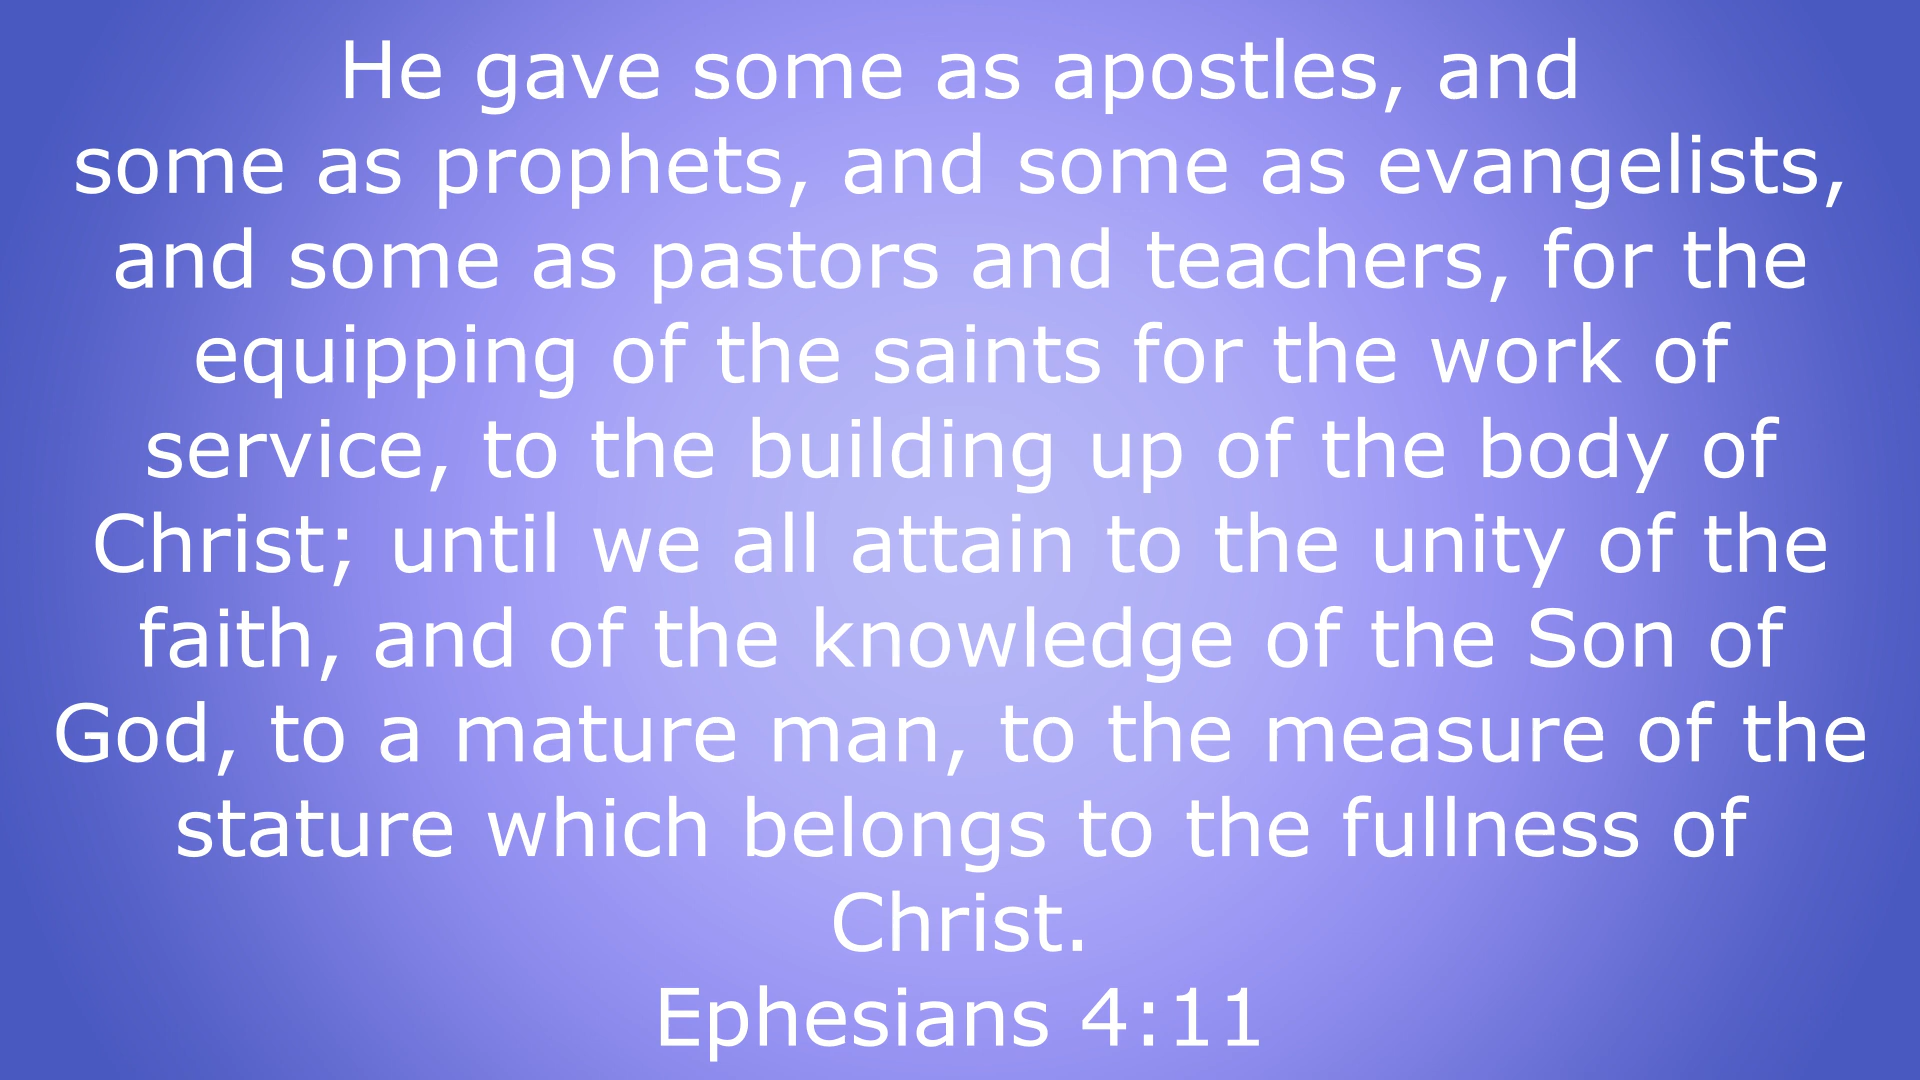 He gave some as apostles, and
some as prophets, and some as evangelists,
and some as pastors and teachers, for the
equipping of the saints for the work of
service, to the building up of the body of
Christ; until we all attain to the unity of the
faith, and of the knowledge of the Son of
God, to a mature man, to the measure of the
stature which belongs to the fullness of
Christ.
Ephesians 4:11